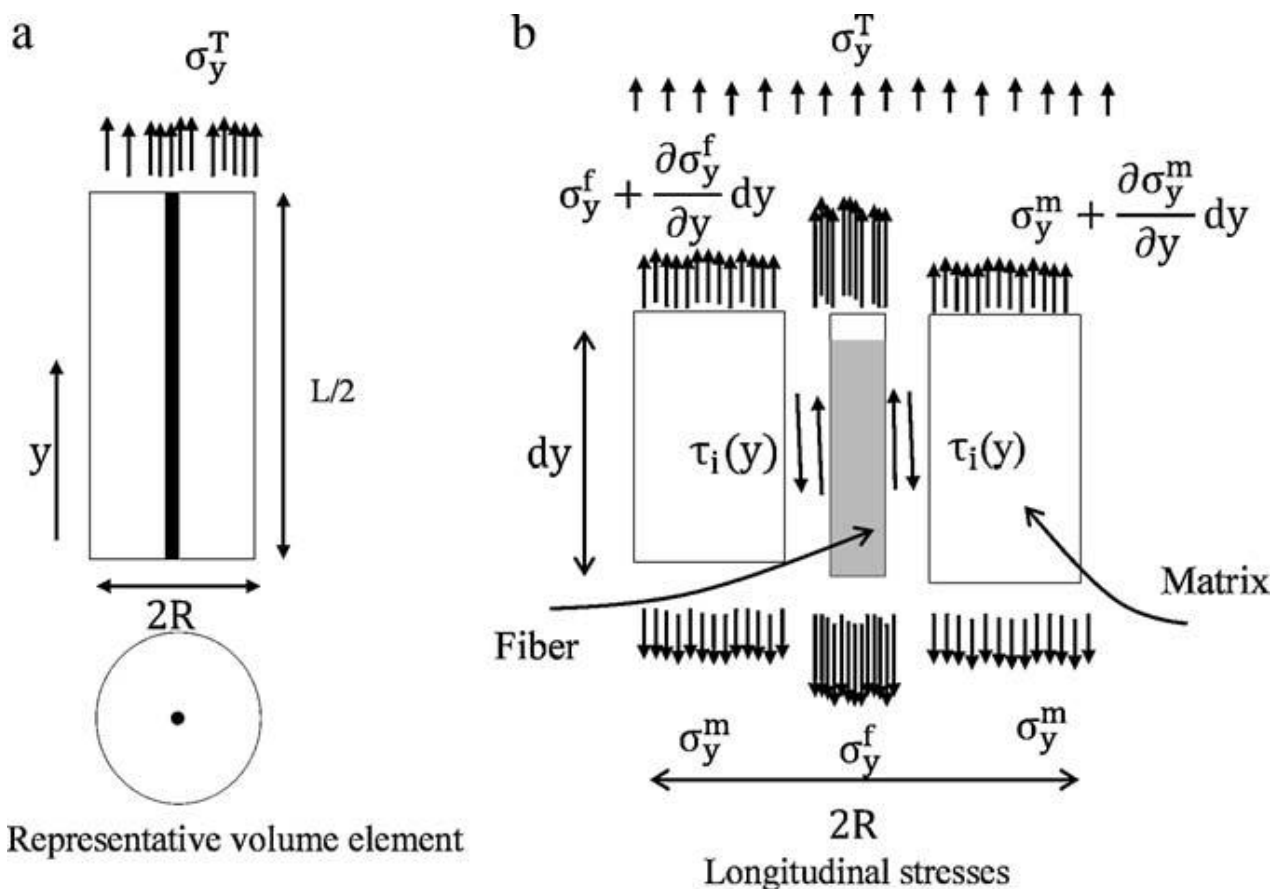 a
σ_y^T
y
L/2
2R
Representative volume element
b
σ_y^T
σ_y^f + ∂σ_y^f/∂y dy
σ_y^m + ∂σ_y^m/∂y dy
dy
τ_i(y)
τ_i(y)
Fiber
Matrix
σ_y^m
σ_y^f
σ_y^m
2R
Longitudinal stresses